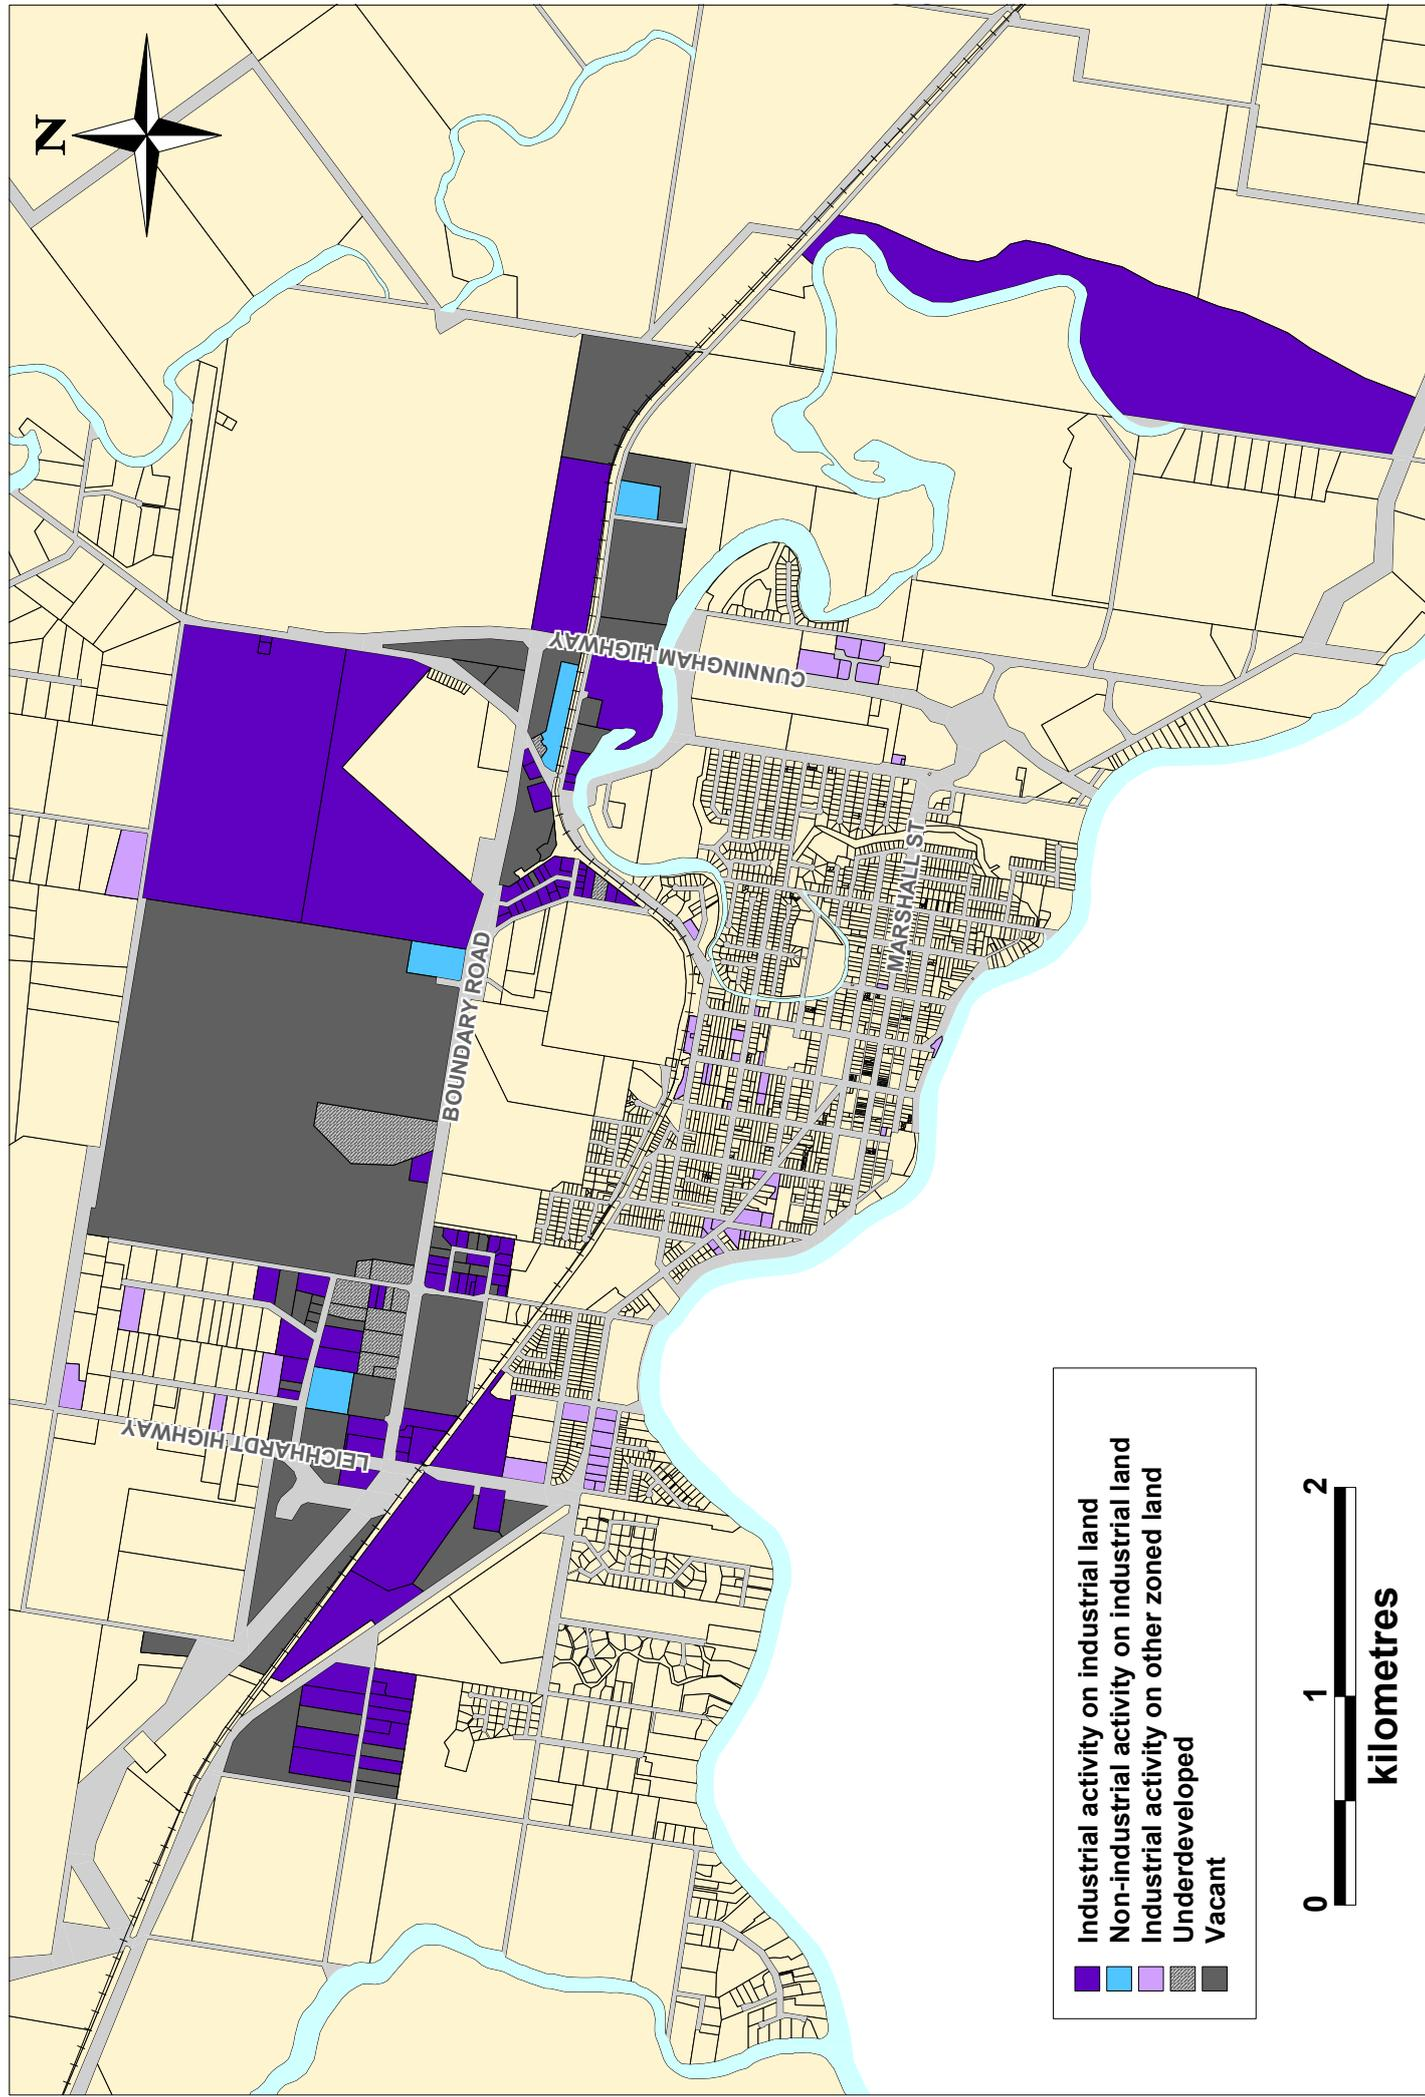 N
CUNNINGHAM HIGHWAY
MARSHALL ST
BOUNDARY ROAD
LEICHHARDT HIGHWAY
Industrial activity on industrial land
Non-industrial activity on industrial land
Industrial activity on other zoned land
Underdeveloped
Vacant
0 1 2
kilometres